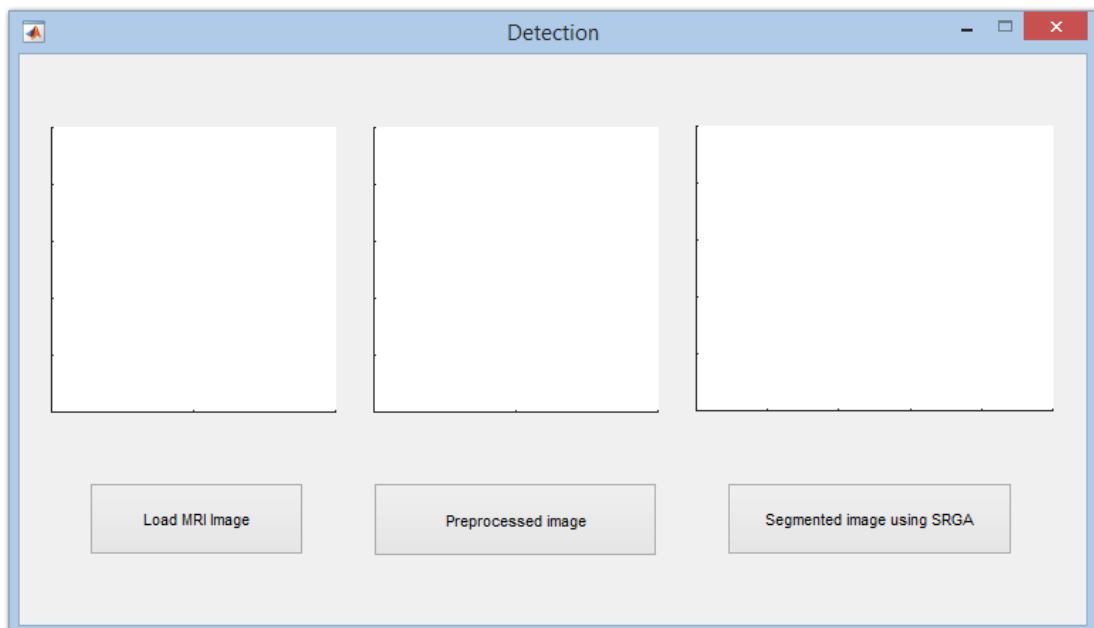 Detection
Load MRI Image
Preprocessed image
Segmented image using SRGA